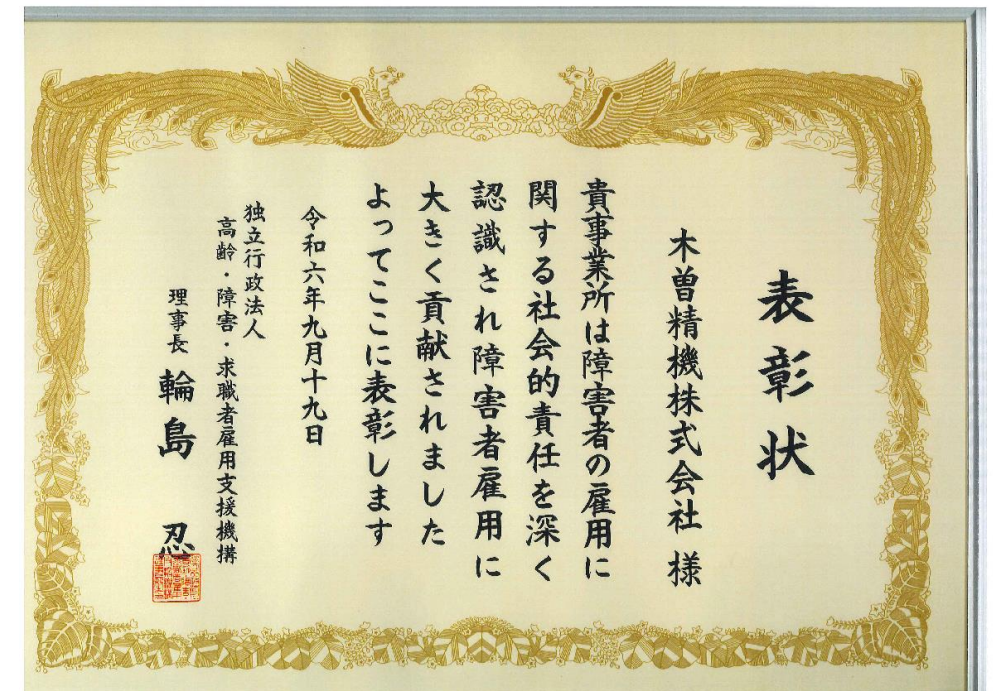 表彰状
木曽精機株式会社 様
貴事業所は障害者の雇用に
関する社会的責任を深く
認識され障害者雇用に
大きく貢献されました
よってここに表彰します
令和六年九月十九日
独立行政法人
高齢・障害・求職者雇用支援機構
理事長 輪島 忍